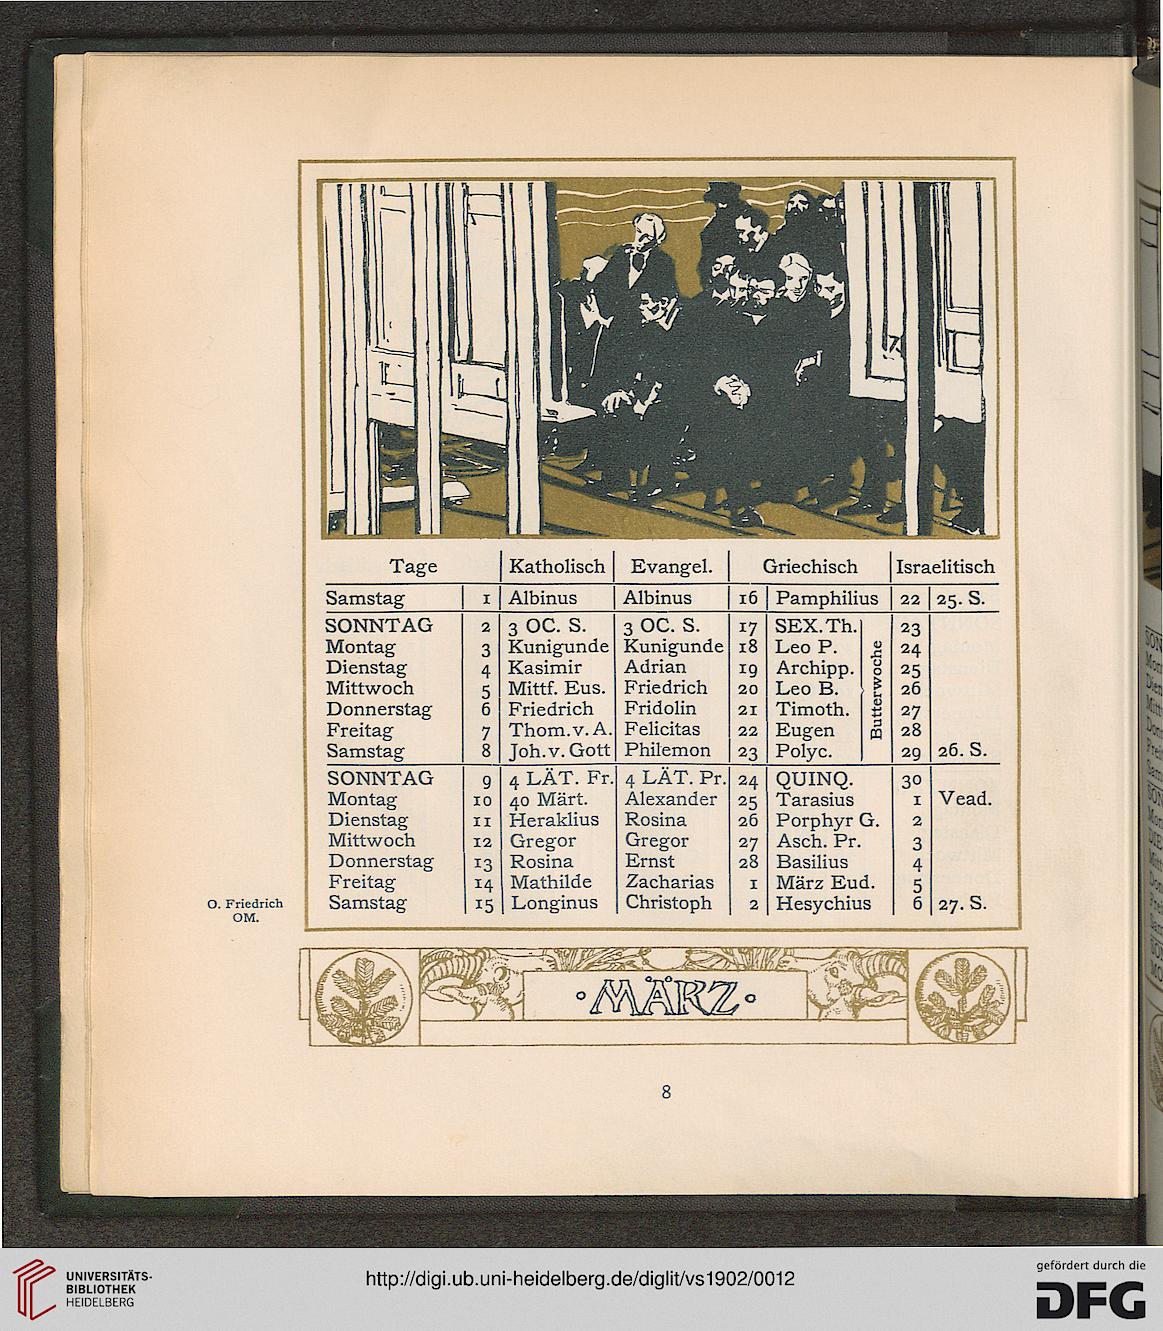 Tage Katholisch Evangel. Griechisch Israelitisch
Samstag 1 Albinus Albinus 16 Pamphilius 22 25. S.
SONNTAG 2 3 OC. S. 3 OC. S. 17 SEX. Th. 23
Montag 3 Kunigunde Kunigunde 18 Leo P. 24
Dienstag 4 Kasimir Adrian 19 Archipp. 25
Mittwoch 5 Mittf. Eus. Friedrich 20 Leo B. 26
Donnerstag 6 Friedrich Fridolin 21 Timoth. 27
Freitag 7 Thom. v. A. Felicitas 22 Eugen 28
Samstag 8 Joh. v. Gott Philemon 23 Polyc. 29 26. S.
Butterwoche
SONNTAG 9 4 LÄT. Fr. 4 LÄT. Pr. 24 QUINQ. 30
Montag 10 40 Märt. Alexander 25 Tarasius 1 Vead.
Dienstag 11 Heraklius Rosina 26 Porphyr G. 2
Mittwoch 12 Gregor Gregor 27 Asch. Pr. 3
Donnerstag 13 Rosina Ernst 28 Basilius 4
Freitag 14 Mathilde Zacharias 1 März Eud. 5
Samstag 15 Longinus Christoph 2 Hesychius 6 27. S.
O. Friedrich
OM.
·MÄRZ·
8
UNIVERSITÄTS-
BIBLIOTHEK
HEIDELBERG
http://digi.ub.uni-heidelberg.de/diglit/vs1902/0012
gefördert durch die
DFG